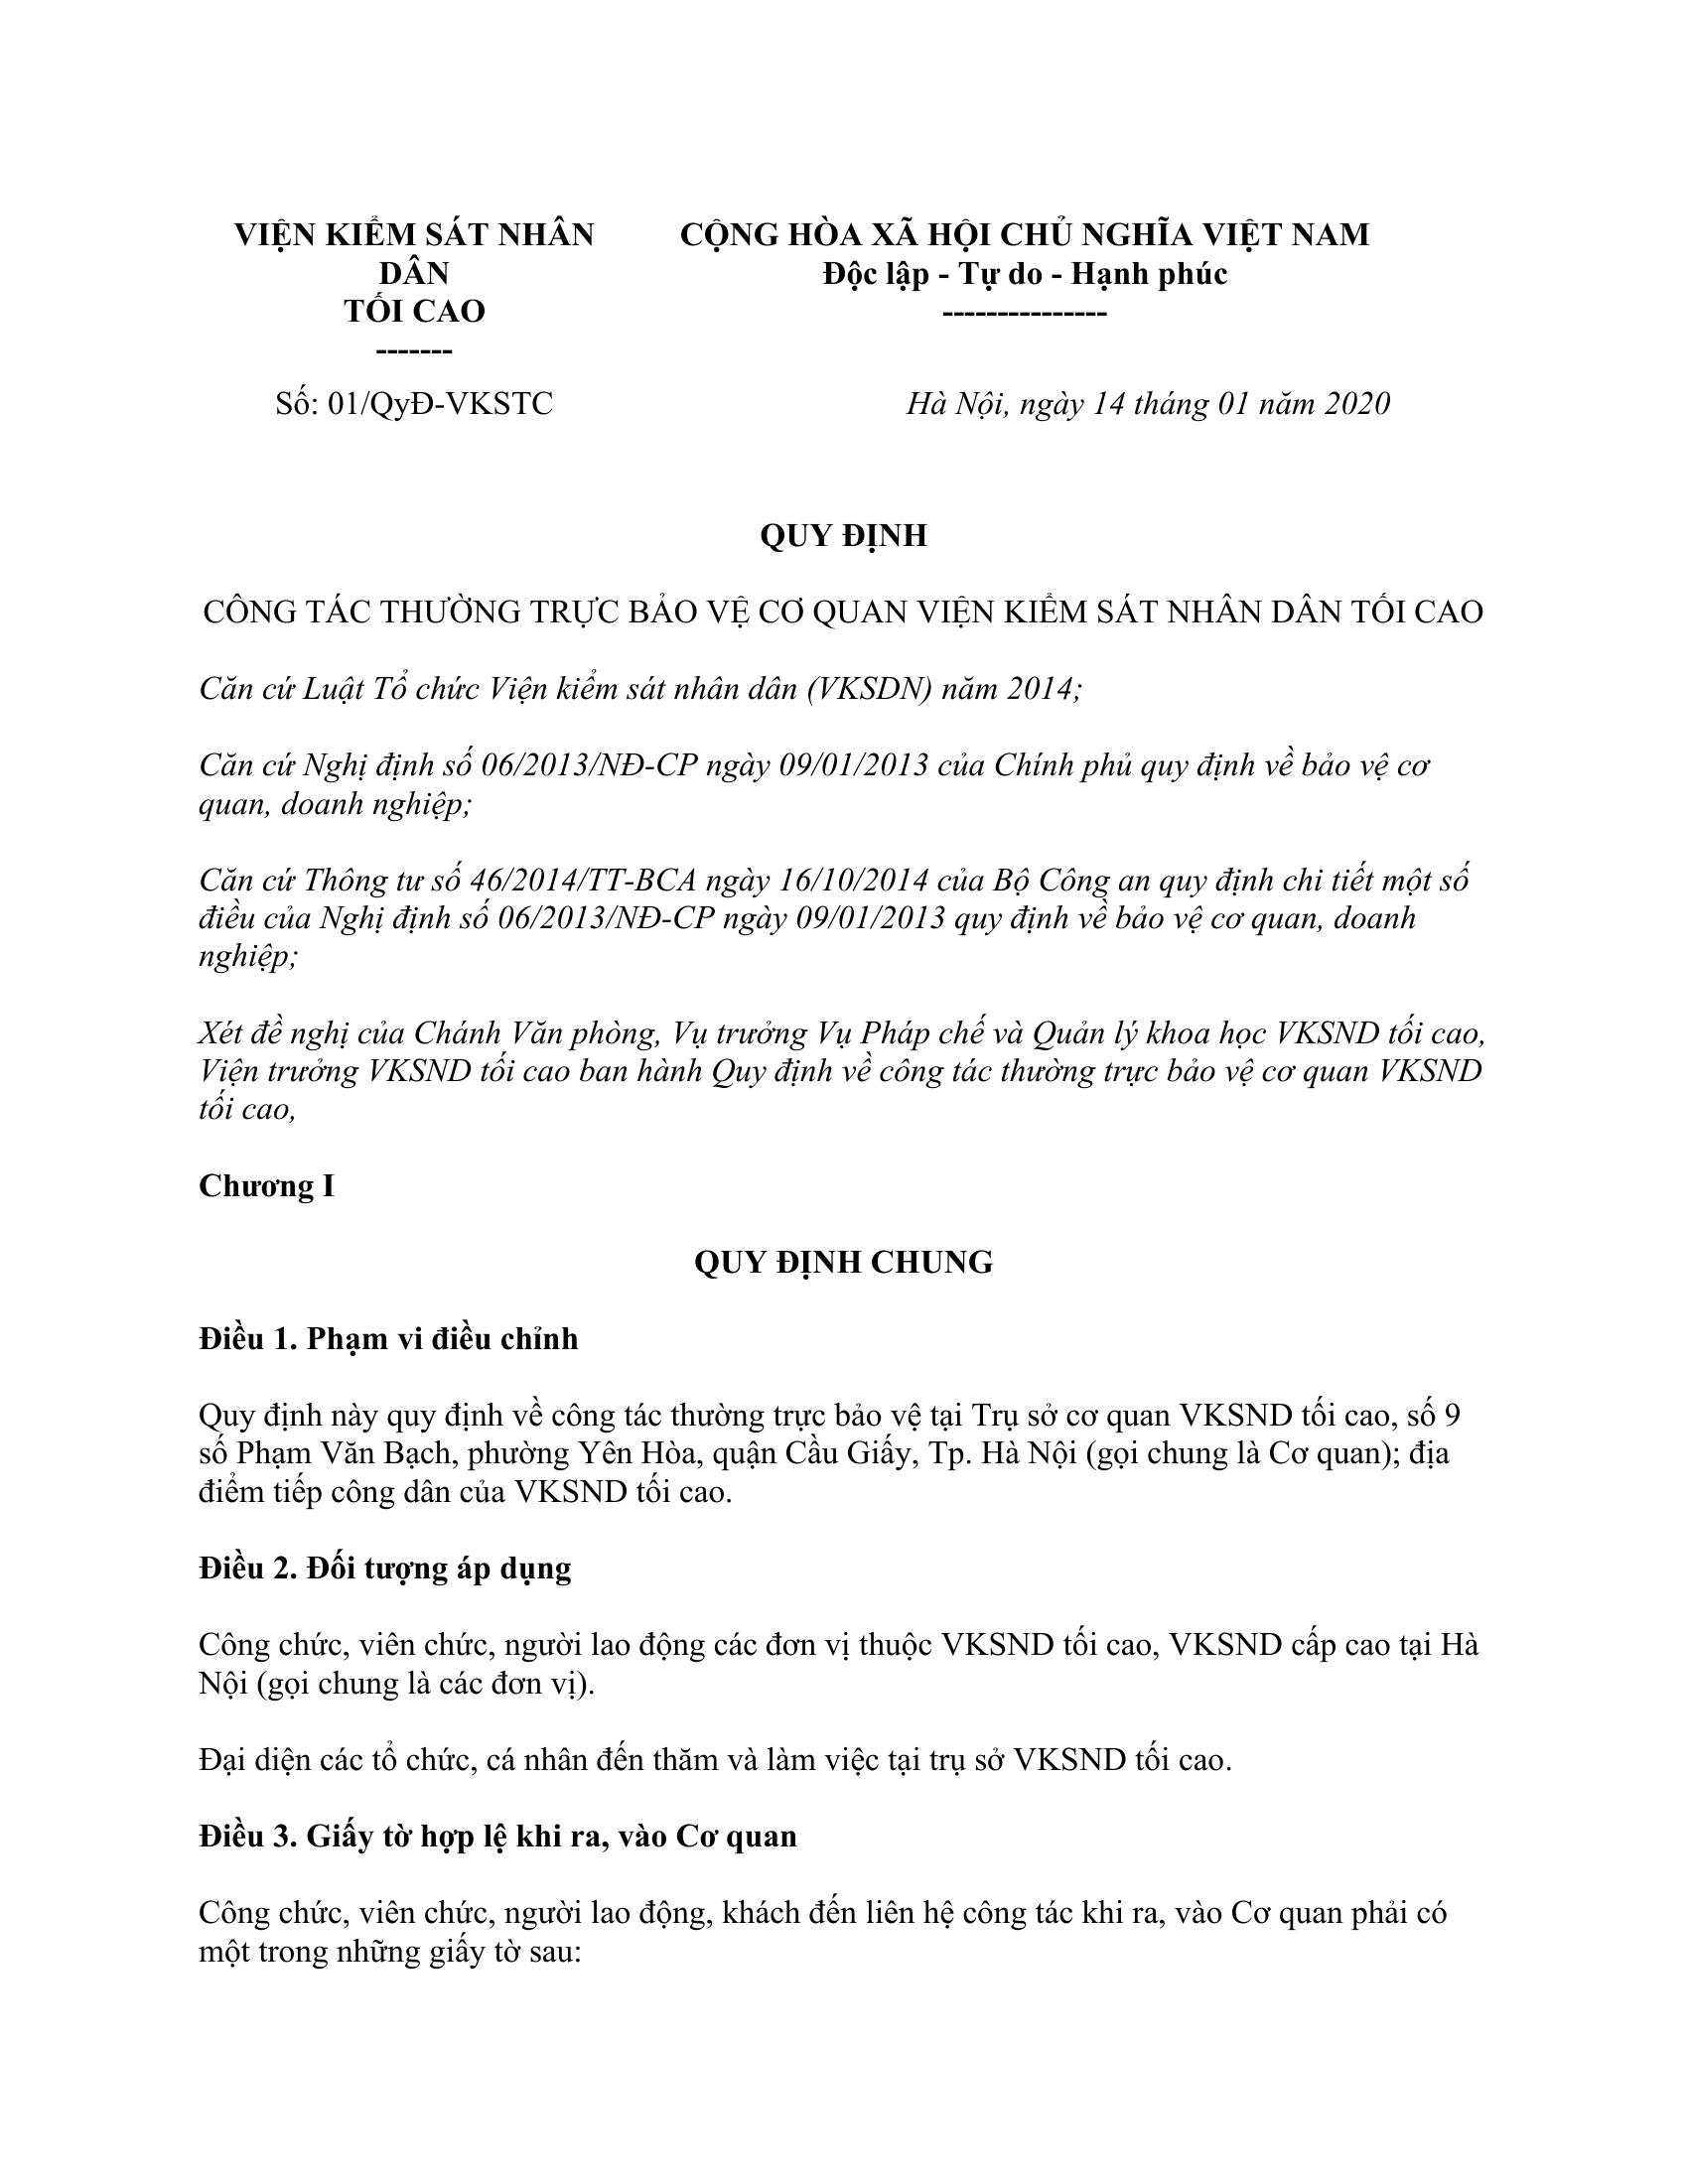 VIỆN KIỂM SÁT NHÂN
DÂN
TỐI CAO
-------
CỘNG HÒA XÃ HỘI CHỦ NGHĨA VIỆT NAM
Độc lập - Tự do - Hạnh phúc
---------------
Số: 01/QyĐ-VKSTC
Hà Nội, ngày 14 tháng 01 năm 2020
QUY ĐỊNH
CÔNG TÁC THƯỜNG TRỰC BẢO VỆ CƠ QUAN VIỆN KIỂM SÁT NHÂN DÂN TỐI CAO
Căn cứ Luật Tổ chức Viện kiểm sát nhân dân (VKSDN) năm 2014;
Căn cứ Nghị định số 06/2013/NĐ-CP ngày 09/01/2013 của Chính phủ quy định về bảo vệ cơ
quan, doanh nghiệp;
Căn cứ Thông tư số 46/2014/TT-BCA ngày 16/10/2014 của Bộ Công an quy định chi tiết một số
điều của Nghị định số 06/2013/NĐ-CP ngày 09/01/2013 quy định về bảo vệ cơ quan, doanh
nghiệp;
Xét đề nghị của Chánh Văn phòng, Vụ trưởng Vụ Pháp chế và Quản lý khoa học VKSND tối cao,
Viện trưởng VKSND tối cao ban hành Quy định về công tác thường trực bảo vệ cơ quan VKSND
tối cao,
Chương I
QUY ĐỊNH CHUNG
Điều 1. Phạm vi điều chỉnh
Quy định này quy định về công tác thường trực bảo vệ tại Trụ sở cơ quan VKSND tối cao, số 9
số Phạm Văn Bạch, phường Yên Hòa, quận Cầu Giấy, Tp. Hà Nội (gọi chung là Cơ quan); địa
điểm tiếp công dân của VKSND tối cao.
Điều 2. Đối tượng áp dụng
Công chức, viên chức, người lao động các đơn vị thuộc VKSND tối cao, VKSND cấp cao tại Hà
Nội (gọi chung là các đơn vị).
Đại diện các tổ chức, cá nhân đến thăm và làm việc tại trụ sở VKSND tối cao.
Điều 3. Giấy tờ hợp lệ khi ra, vào Cơ quan
Công chức, viên chức, người lao động, khách đến liên hệ công tác khi ra, vào Cơ quan phải có
một trong những giấy tờ sau: